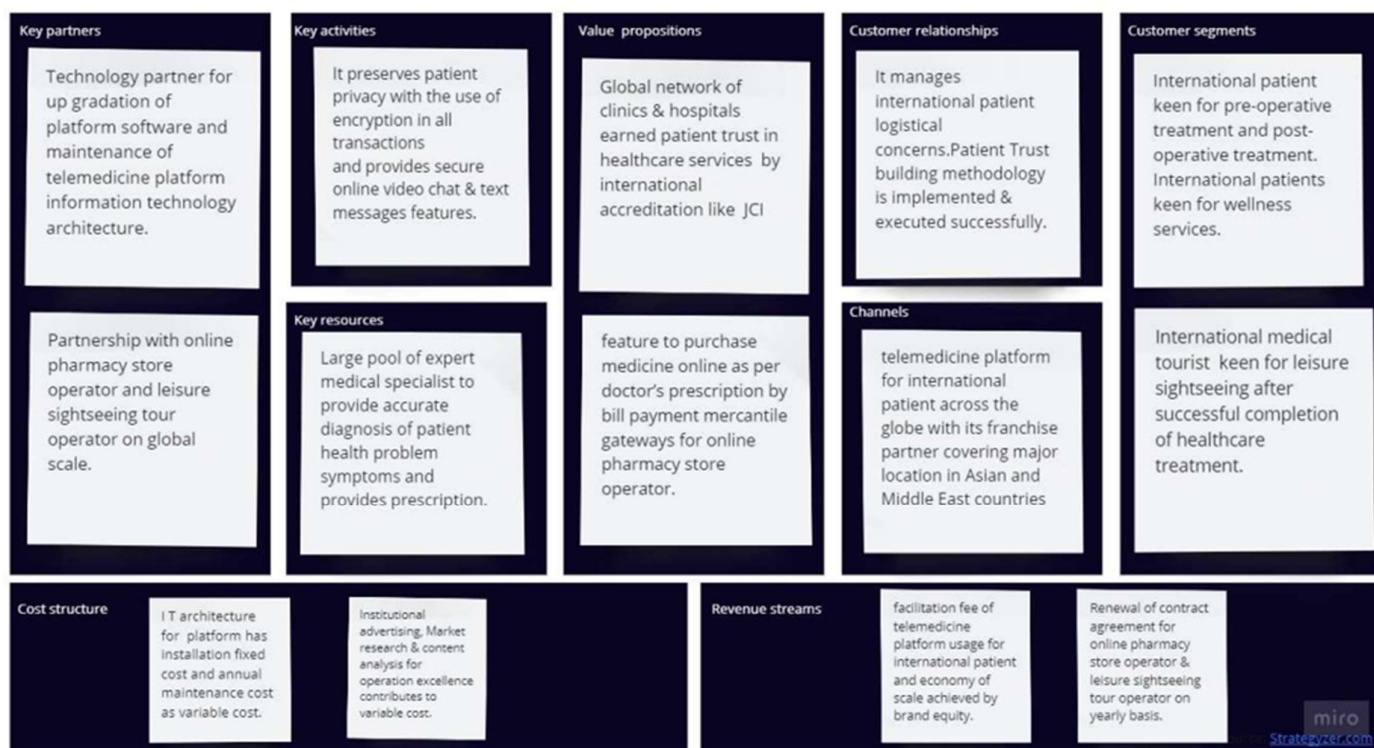 Key partners
Technology partner for
up gradation of
platform software and
maintenance of
telemedicine platform
information technology
architecture.
Partnership with online
pharmacy store
operator and leisure
sightseeing tour
operator on global
scale.
Key activities
It preserves patient
privacy with the use of
encryption in all
transactions
and provides secure
online video chat & text
messages features.
Key resources
Large pool of expert
medical specialist to
provide accurate
diagnosis of patient
health problem
symptoms and
provides prescription.
Value propositions
Global network of
clinics & hospitals
earned patient trust in
healthcare services by
international
accreditation like JCI
feature to purchase
medicine online as per
doctor's prescription by
bill payment mercantile
gateways for online
pharmacy store
operator.
Customer relationships
It manages
international patient
logistical
concerns.Patient Trust
building methodology
is implemented &
executed successfully.
Channels
telemedicine platform
for international
patient across the
globe with its franchise
partner covering major
location in Asian and
Middle East countries
Customer segments
International patient
keen for pre-operative
treatment and post-
operative treatment.
International patients
keen for wellness
services.
International medical
tourist keen for leisure
sightseeing after
successful completion
of healthcare
treatment.
Cost structure
I T architecture
for platform has
installation fixed
cost and annual
maintenance cost
as variable cost.
Institutional
advertising, Market
research & content
analysis for
operation excellence
contributes to
variable cost.
Revenue streams
facilitation fee of
telemedicine
platform usage for
international patient
and economy of
scale achieved by
brand equity.
Renewal of contract
agreement for
online pharmacy
store operator &
leisure sightseeing
tour operator on
yearly basis.
miro
Strategyzer.com